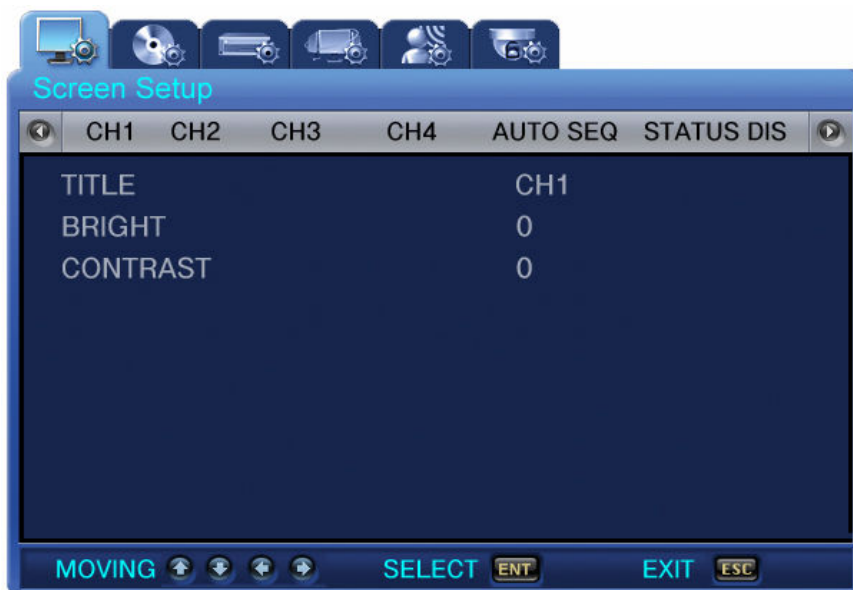 6
Screen Setup
CH1 CH2 CH3 CH4 AUTO SEQ STATUS DIS
TITLE CH1
BRIGHT 0
CONTRAST 0
MOVING SELECT ENT EXIT ESC